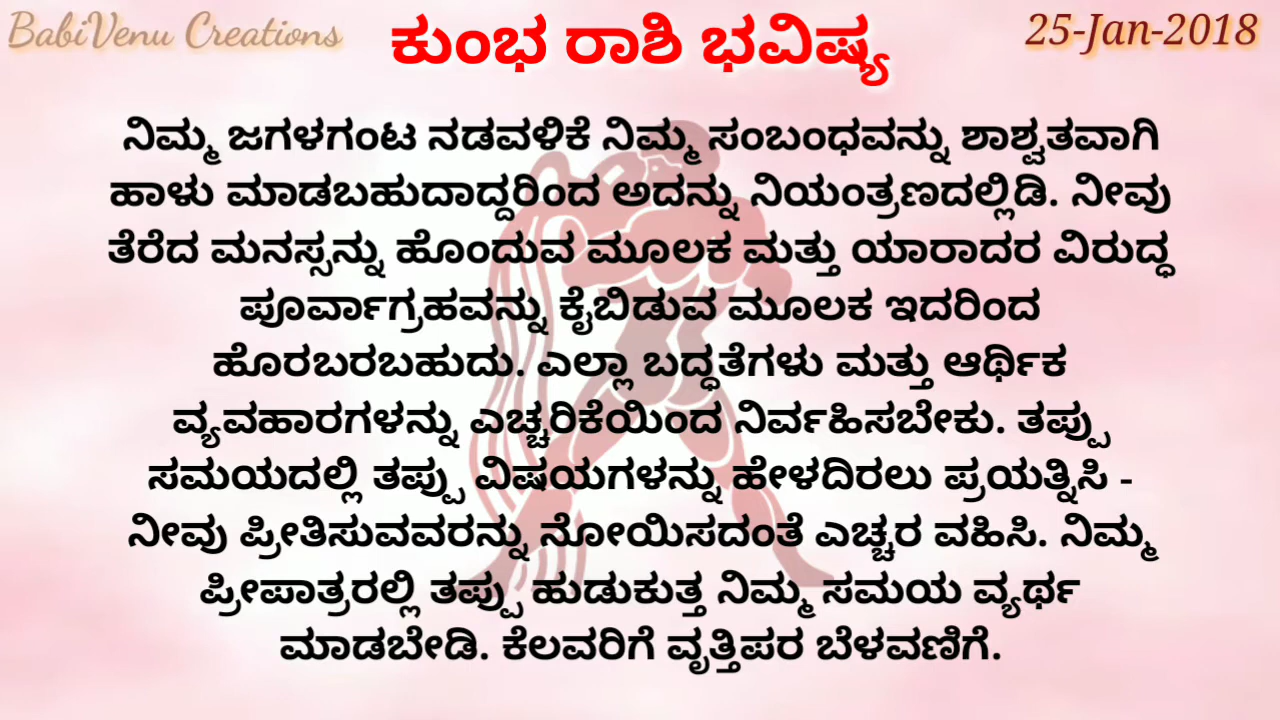 BabiVenu Creations
ಕುಂಭ ರಾಶಿ ಭವಿಷ್ಯ
25-Jan-2018
ನಿಮ್ಮ ಜಗಳಗಂಟ ನಡವಳಿಕೆ ನಿಮ್ಮ ಸಂಬಂಧವನ್ನು ಶಾಶ್ವತವಾಗಿ
ಹಾಳು ಮಾಡಬಹುದಾದ್ದರಿಂದ ಅದನ್ನು ನಿಯಂತ್ರಣದಲ್ಲಿಡಿ. ನೀವು
ತೆರೆದ ಮನಸ್ಸನ್ನು ಹೊಂದುವ ಮೂಲಕ ಮತ್ತು ಯಾರಾದರ ವಿರುದ್ಧ
ಪೂರ್ವಾಗ್ರಹವನ್ನು ಕೈಬಿಡುವ ಮೂಲಕ ಇದರಿಂದ
ಹೊರಬರಬಹುದು. ಎಲ್ಲಾ ಬದ್ಧತೆಗಳು ಮತ್ತು ಆರ್ಥಿಕ
ವ್ಯವಹಾರಗಳನ್ನು ಎಚ್ಚರಿಕೆಯಿಂದ ನಿರ್ವಹಿಸಬೇಕು. ತಪ್ಪು
ಸಮಯದಲ್ಲಿ ತಪ್ಪು ವಿಷಯಗಳನ್ನು ಹೇಳದಿರಲು ಪ್ರಯತ್ನಿಸಿ -
ನೀವು ಪ್ರೀತಿಸುವವರನ್ನು ನೋಯಿಸದಂತೆ ಎಚ್ಚರ ವಹಿಸಿ. ನಿಮ್ಮ
ಪ್ರೀಪಾತ್ರರಲ್ಲಿ ತಪ್ಪು ಹುಡುಕುತ್ತ ನಿಮ್ಮ ಸಮಯ ವ್ಯರ್ಥ
ಮಾಡಬೇಡಿ. ಕೆಲವರಿಗೆ ವೃತ್ತಿಪರ ಬೆಳವಣಿಗೆ.